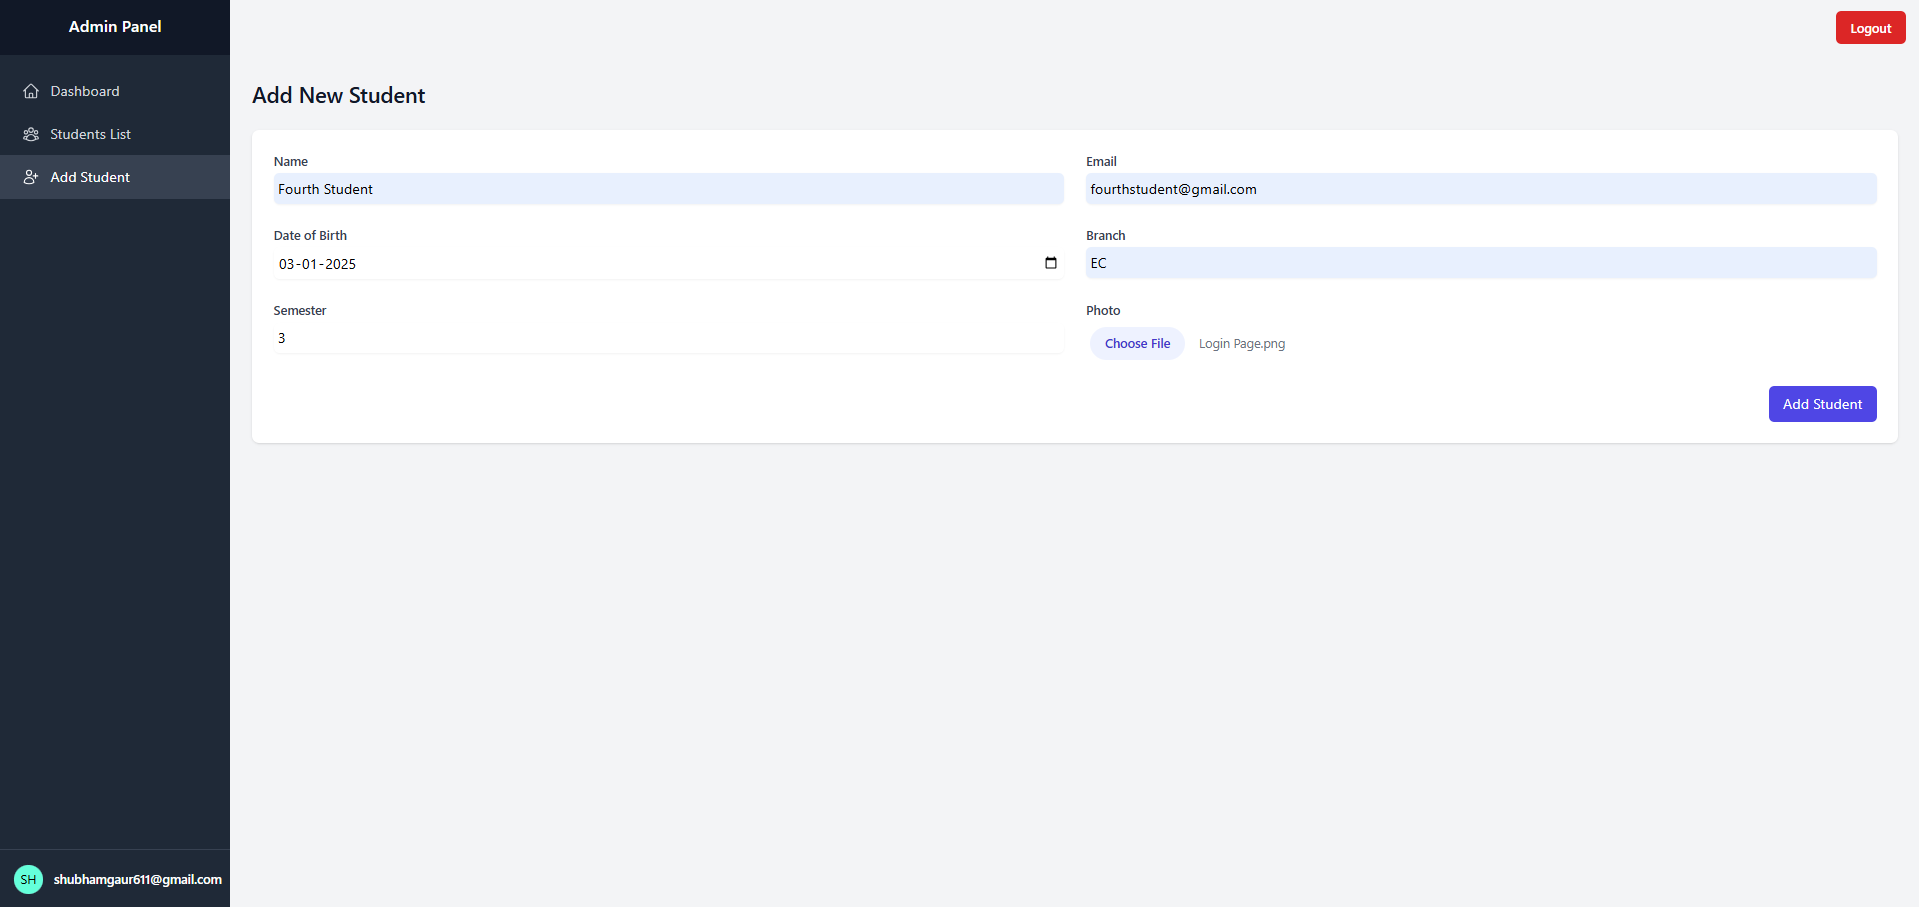 Admin Panel
Logout
Dashboard
Students List
Add Student
Add New Student
Name
Fourth Student
Email
fourthstudent@gmail.com
Date of Birth
03-01-2025
Branch
EC
Semester
3
Photo
Choose File Login Page.png
Add Student
SH shubhamgaur611@gmail.com